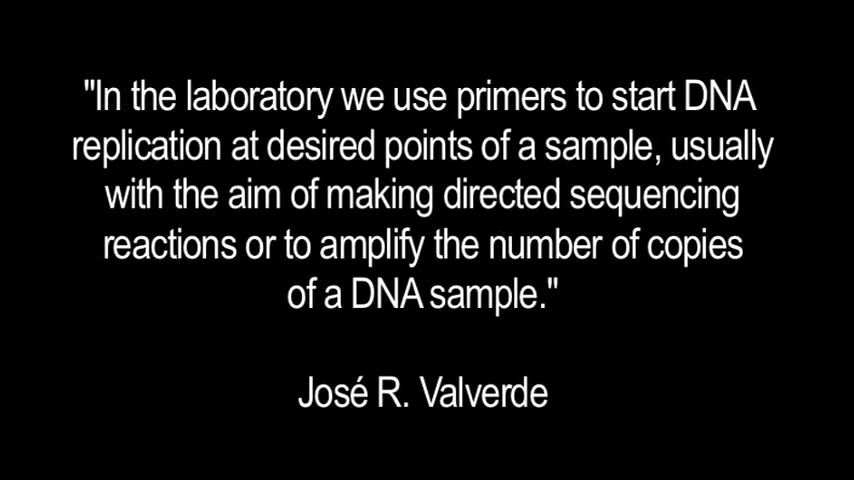 "In the laboratory we use primers to start DNA
replication at desired points of a sample, usually
with the aim of making directed sequencing
reactions or to amplify the number of copies
of a DNA sample."
José R. Valverde